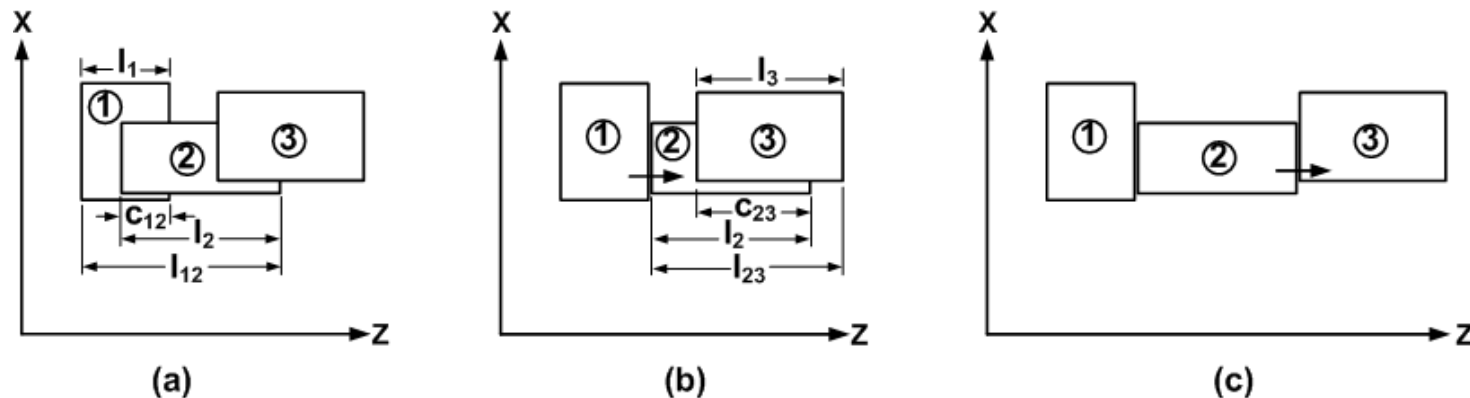 X
l₁
①
②
③
c₁₂
l₂
l₁₂
Z
(a)
X
l₃
①
②
③
c₂₃
l₂
l₂₃
Z
(b)
X
①
②
③
Z
(c)